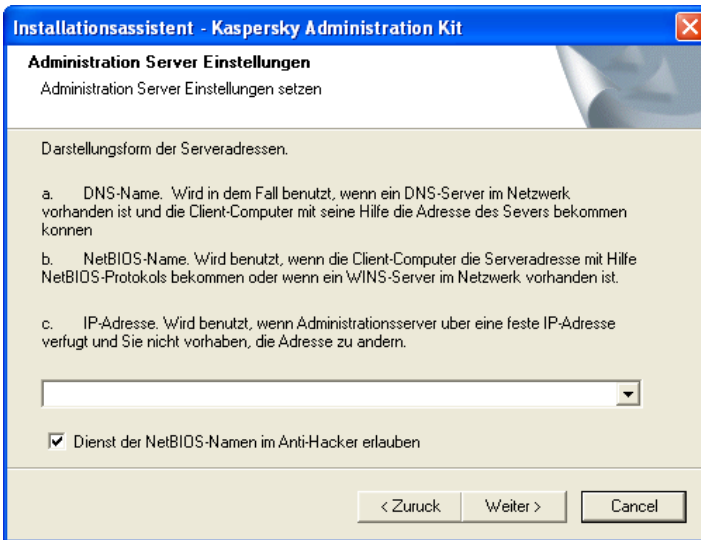 Installationsassistent - Kaspersky Administration Kit
Administration Server Einstellungen
Administration Server Einstellungen setzen
Darstellungsform der Serveradressen.
a. DNS-Name. Wird in dem Fall benutzt, wenn ein DNS-Server im Netzwerk
vorhanden ist und die Client-Computer mit seine Hilfe die Adresse des Severs bekommen
konnen
b. NetBIOS-Name. Wird benutzt, wenn die Client-Computer die Serveradresse mit Hilfe
NetBIOS-Protokols bekommen oder wenn ein WINS-Server im Netzwerk vorhanden ist.
c. IP-Adresse. Wird benutzt, wenn Administrationsserver uber eine feste IP-Adresse
verfugt und Sie nicht vorhaben, die Adresse zu andern.
Dienst der NetBIOS-Namen im Anti-Hacker erlauben
< Zuruck Weiter > Cancel